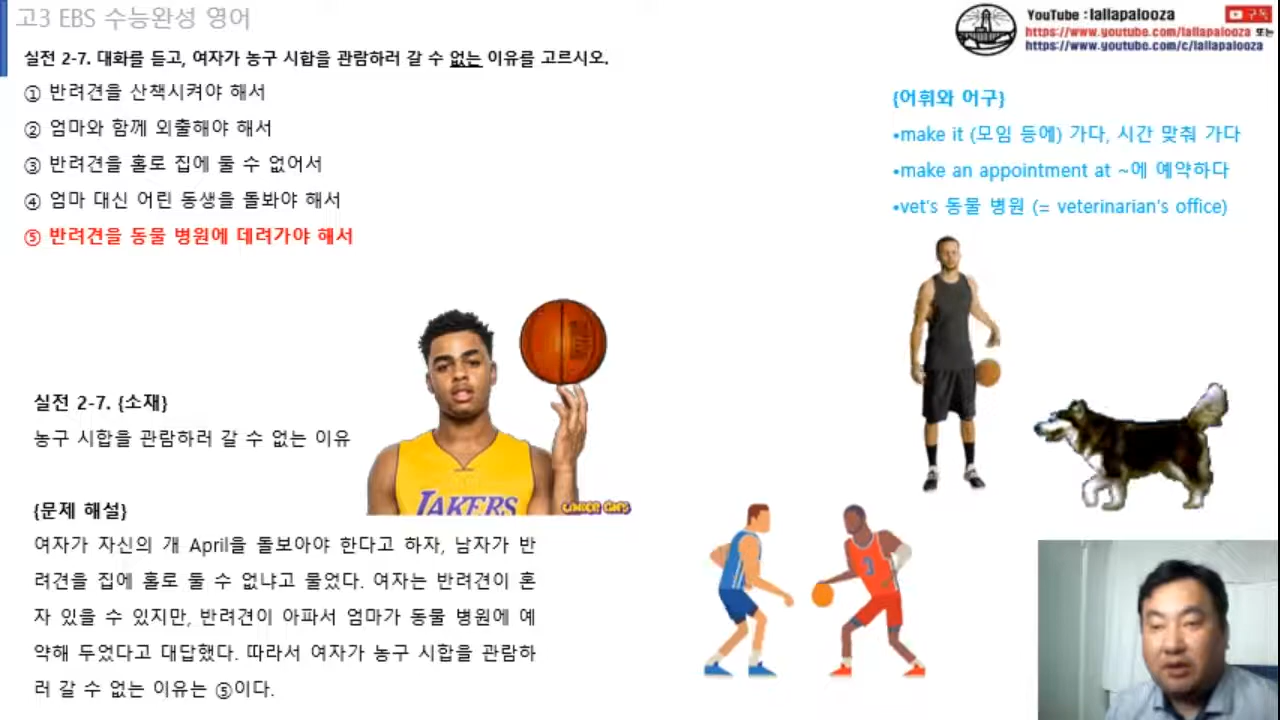 고3 EBS 수능완성 영어
YouTube : lallapalooza
구독
https://www.youtube.com/lallapalooza 또는
https://www.youtube.com/c/lallapalooza
실전 2-7. 대화를 듣고, 여자가 농구 시합을 관람하러 갈 수 없는 이유를 고르시오.
① 반려견을 산책시켜야 해서
② 엄마와 함께 외출해야 해서
③ 반려견을 홀로 집에 둘 수 없어서
④ 엄마 대신 어린 동생을 돌봐야 해서
⑤ 반려견을 동물 병원에 데려가야 해서
{어휘와 어구}
•make it (모임 등에) 가다, 시간 맞춰 가다
•make an appointment at ~에 예약하다
•vet's 동물 병원 (= veterinarian's office)
실전 2-7. {소재}
농구 시합을 관람하러 갈 수 없는 이유
LAKERS
{문제 해설}
여자가 자신의 개 April을 돌보아야 한다고 하자, 남자가 반
려견을 집에 홀로 둘 수 없냐고 물었다. 여자는 반려견이 혼
자 있을 수 있지만, 반려견이 아파서 엄마가 동물 병원에 예
약해 두었다고 대답했다. 따라서 여자가 농구 시합을 관람하
러 갈 수 없는 이유는 ⑤이다.
3